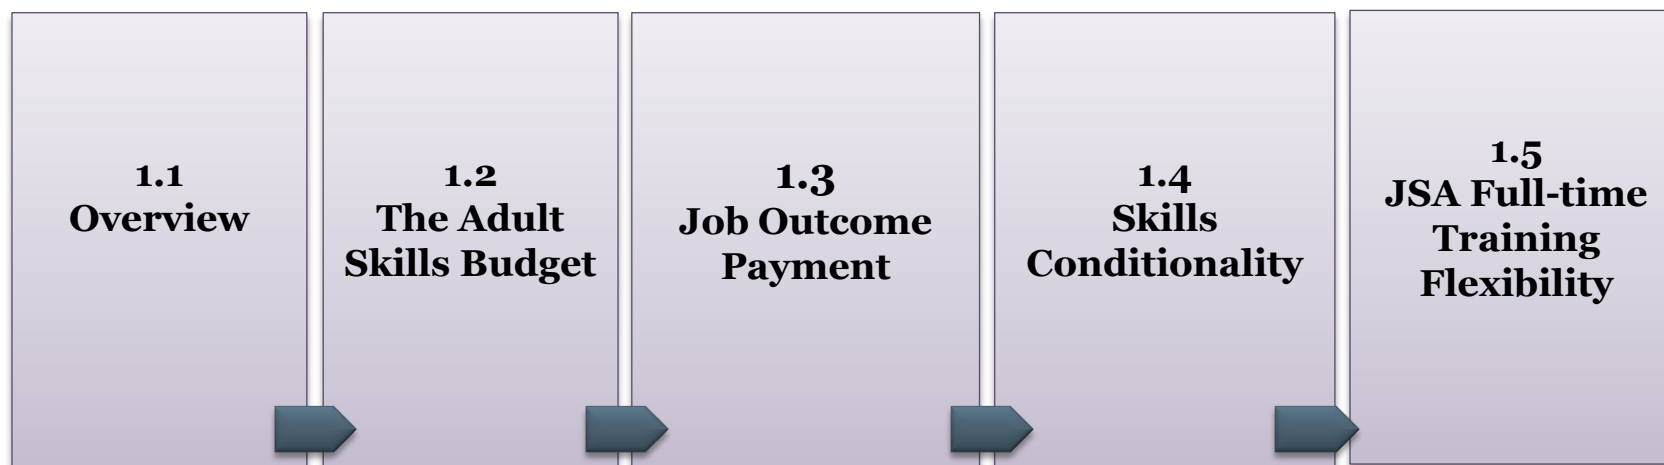 1.1
Overview
1.2
The Adult
Skills Budget
1.3
Job Outcome
Payment
1.4
Skills
Conditionality
1.5
JSA Full-time
Training
Flexibility